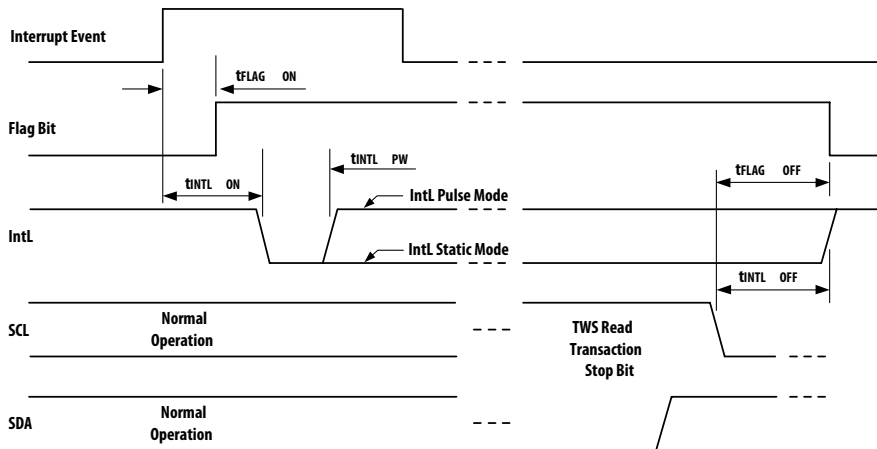 Interrupt Event
tFLAG ON
Flag Bit
tINTL PW
tFLAG OFF
tINTL ON
IntL Pulse Mode
IntL
IntL Static Mode
tINTL OFF
SCL
Normal
Operation
TWS Read
Transaction
Stop Bit
SDA
Normal
Operation